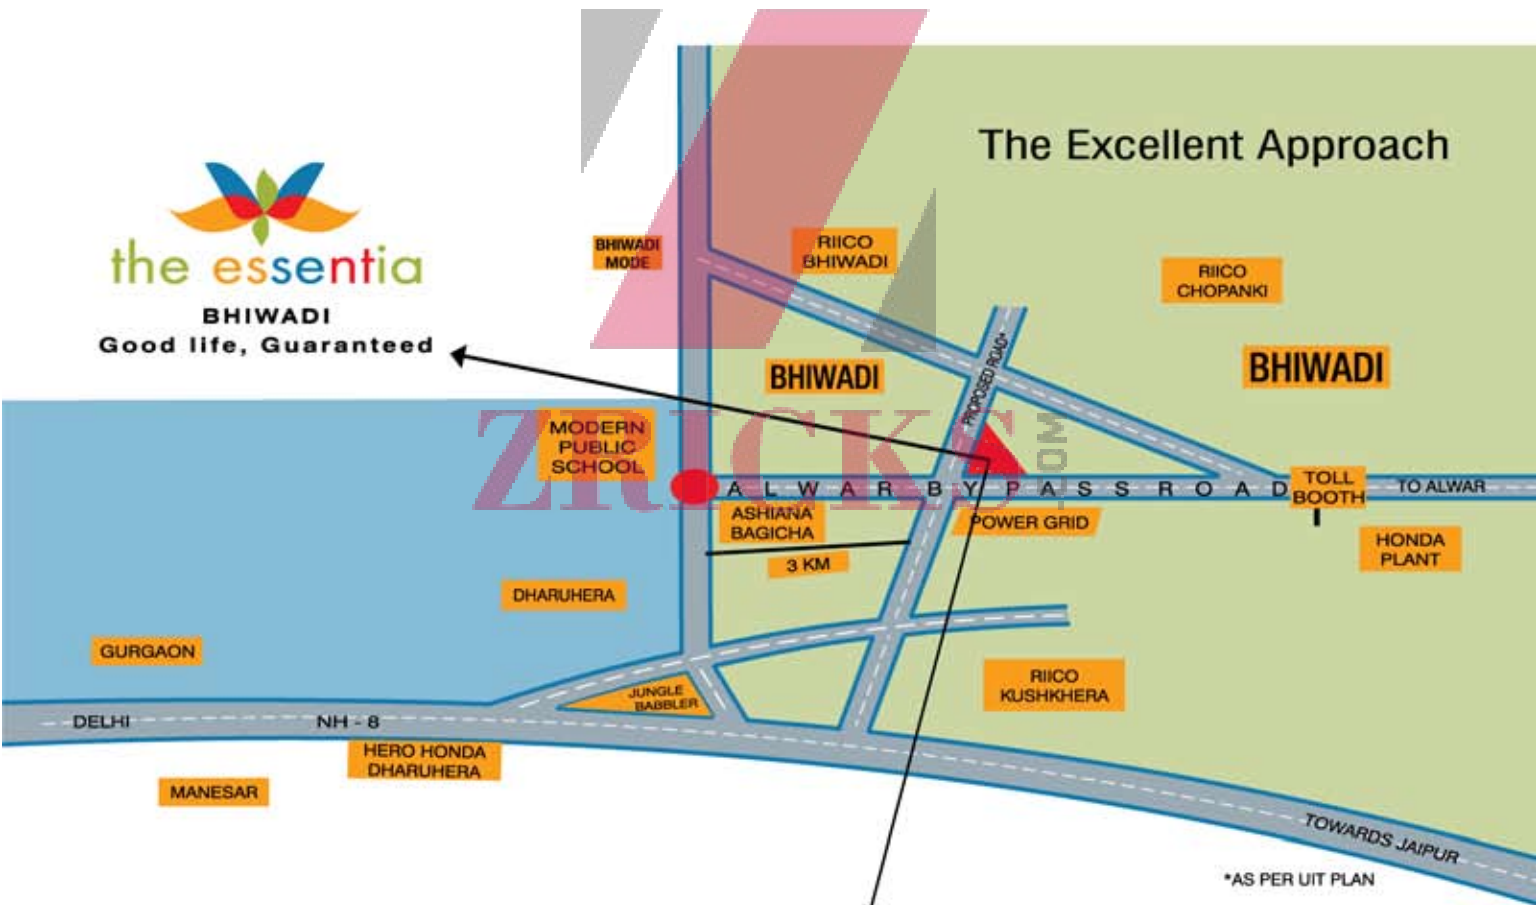 The Excellent Approach
the essentia
BHIWADI
Good life, Guaranteed
BHIWADI
MODE
RIICO
BHIWADI
RIICO
CHOPANKI
BHIWADI
BHIWADI
PROPOSED ROAD*
MODERN
PUBLIC
SCHOOL
ZRICKS
.COM
ALWAR BYPASS ROAD
TOLL
BOOTH
TO ALWAR
ASHIANA
BAGICHA
POWER GRID
HONDA
PLANT
3 KM
DHARUHERA
GURGAON
RIICO
KUSHKHERA
JUNGLE
BABBLER
DELHI
NH - 8
HERO HONDA
DHARUHERA
MANESAR
TOWARDS JAIPUR
*AS PER UIT PLAN